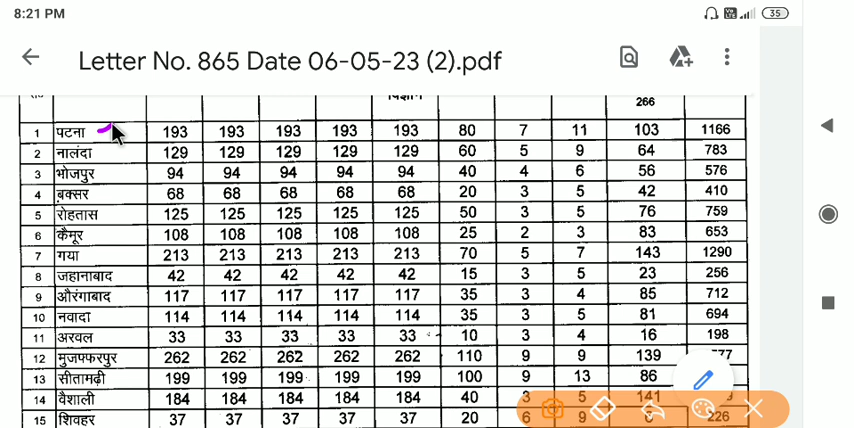 8:21 PM 35
Letter No. 865 Date 06-05-23 (2).pdf
विज्ञान 266
1 पटना 193 193 193 193 193 80 7 11 103 1166
2 नालंदा 129 129 129 129 129 60 5 9 64 783
3 भोजपुर 94 94 94 94 94 40 4 6 56 576
4 बक्सर 68 68 68 68 68 20 3 5 42 410
5 रोहतास 125 125 125 125 125 50 3 5 76 759
6 कैमूर 108 108 108 108 108 25 2 3 83 653
7 गया 213 213 213 213 213 70 5 7 143 1290
8 जहानाबाद 42 42 42 42 42 15 3 5 23 256
9 औरंगाबाद 117 117 117 117 117 35 3 4 85 712
10 नवादा 114 114 114 114 114 35 3 5 81 694
11 अरवल 33 33 33 33 33 10 3 4 16 198
12 मुजफ्फरपुर 262 262 262 262 262 110 9 9 139
13 सीतामढ़ी 199 199 199 199 199 100 9 13 86
14 वैशाली 184 184 184 184 184 40 3 5 141
15 शिवहर 37 37 37 37 37 20 6 9 6 226